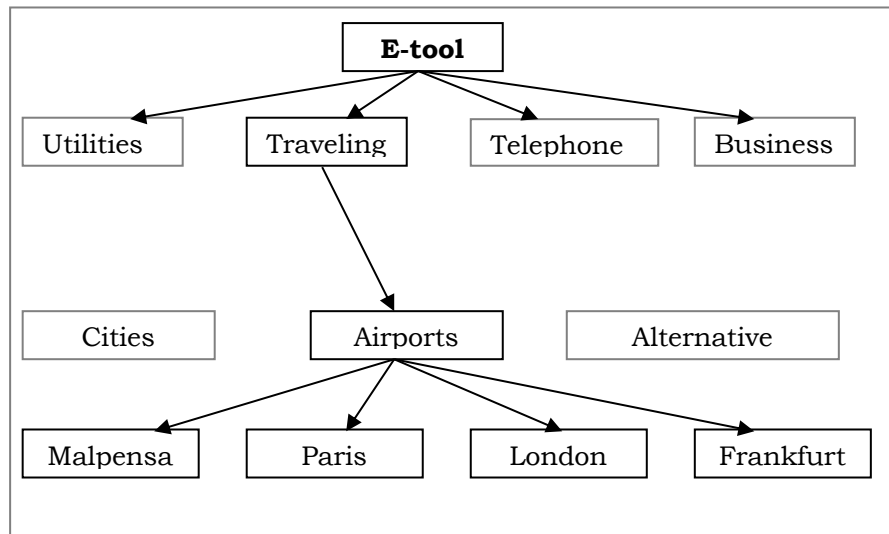 E-tool
Utilities Traveling Telephone Business
Cities Airports Alternative
Malpensa Paris London Frankfurt